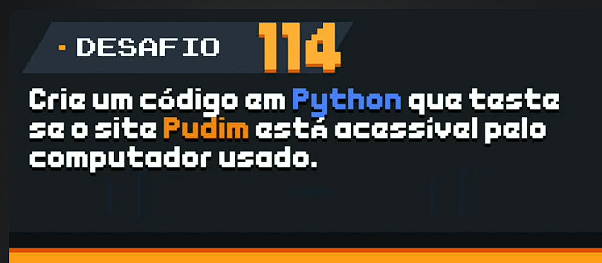 · DESAFIO 114
Crie um código em Python que teste
se o site Pudim está acessível pelo
computador usado.